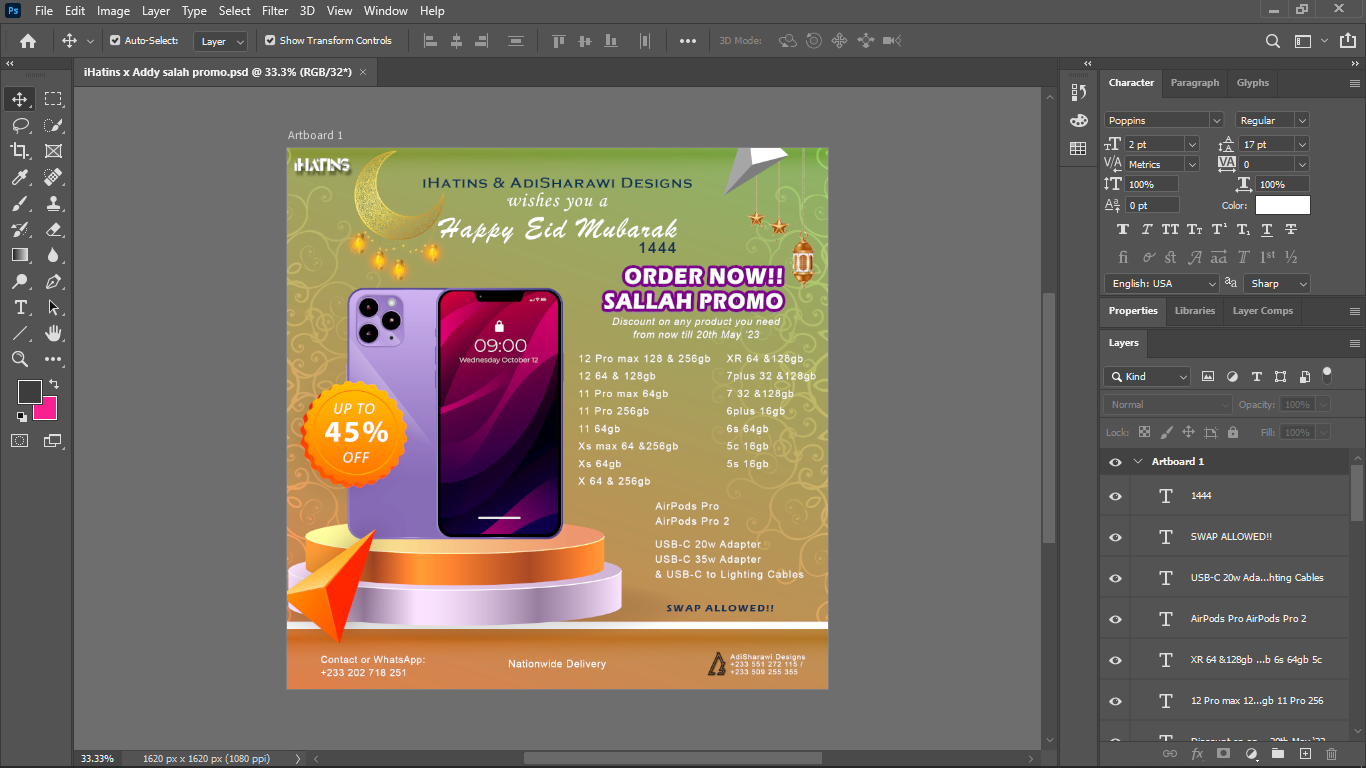 Ps File Edit Image Layer Type Select Filter 3D View Window Help
Auto-Select: Layer Show Transform Controls 3D Mode:
iHatins x Addy salah promo.psd @ 33.3% (RGB/32*) ×
Artboard 1
iHATINS
iHatins & AdiSharawi Designs
wishes you a
Happy Eid Mubarak
1444
ORDER NOW!!
SALLAH PROMO
Discount on any product you need
from now till 20th May '23
09:00
Wednesday October 12
UP TO
45%
OFF
12 Pro max 128 & 256gb
12 64 & 128gb
11 Pro max 64gb
11 Pro 256gb
11 64gb
Xs max 64 &256gb
Xs 64gb
X 64 & 256gb
XR 64 &128gb
7plus 32 &128gb
7 32 &128gb
6plus 16gb
6s 64gb
5c 16gb
5s 16gb
AirPods Pro
AirPods Pro 2
USB-C 20w Adapter
USB-C 35w Adapter
& USB-C to Lighting Cables
SWAP ALLOWED!!
Contact or WhatsApp:
+233 202 718 251
Nationwide Delivery
AdiSharawi Designs
+233 551 272 115 /
+233 509 255 355
33.33% 1620 px x 1620 px (1080 ppi)
Character Paragraph Glyphs
Poppins Regular
2 pt 17 pt
Metrics 0
100% 100%
0 pt Color:
English: USA Sharp
Properties Libraries Layer Comps
Layers
Kind
Normal Opacity: 100%
Lock: Fill: 100%
Artboard 1
1444
SWAP ALLOWED!!
USB-C 20w Ada...hting Cables
AirPods Pro AirPods Pro 2
XR 64 &128gb ...b 6s 64gb 5c
12 Pro max 12...gb 11 Pro 256